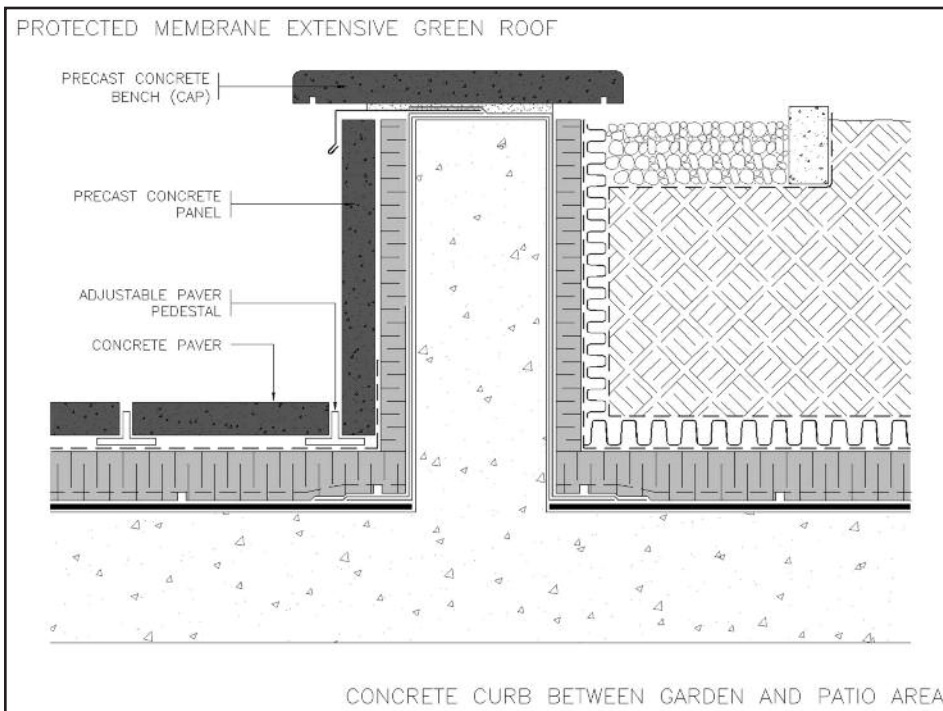 PROTECTED MEMBRANE EXTENSIVE GREEN ROOF
PRECAST CONCRETE
BENCH (CAP)
PRECAST CONCRETE
PANEL
ADJUSTABLE PAVER
PEDESTAL
CONCRETE PAVER
CONCRETE CURB BETWEEN GARDEN AND PATIO AREA